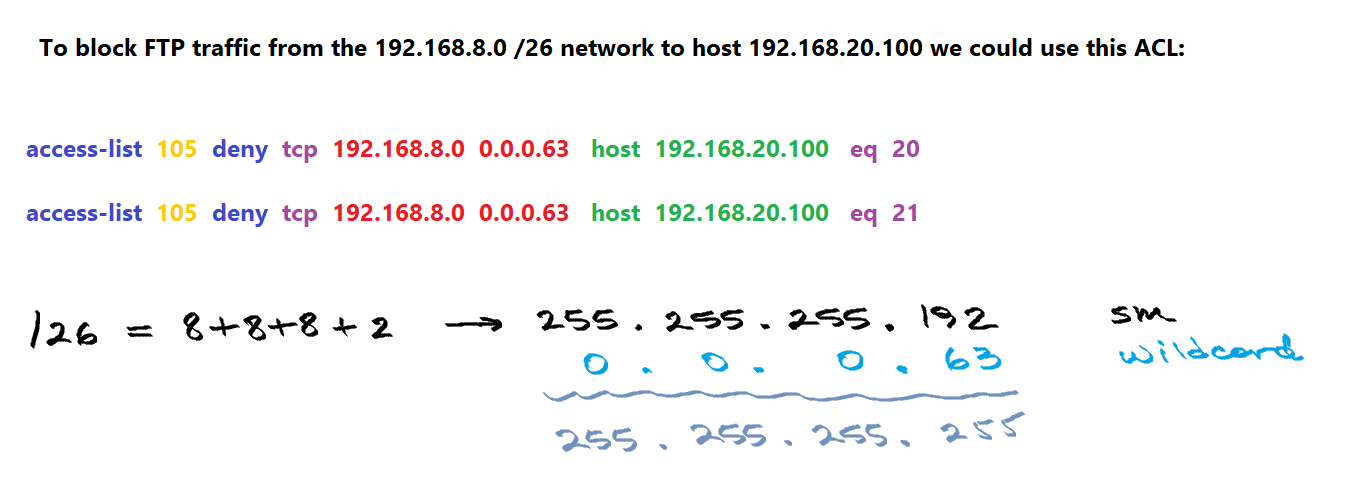 To block FTP traffic from the 192.168.8.0 /26 network to host 192.168.20.100 we could use this ACL:
access-list 105 deny tcp 192.168.8.0 0.0.0.63 host 192.168.20.100 eq 20
access-list 105 deny tcp 192.168.8.0 0.0.0.63 host 192.168.20.100 eq 21
/26 = 8+8+8+2 → 255.255.255.192 sm
0.0.0.63 wildcard
255.255.255.255